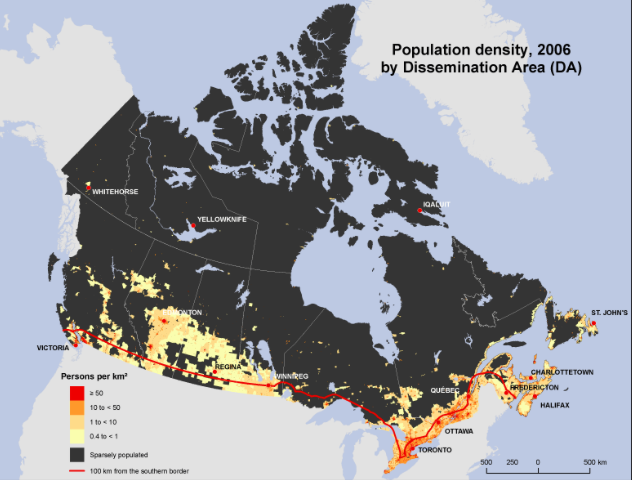 Population density, 2006
by Dissemination Area (DA)
WHITEHORSE
YELLOWKNIFE
IQALUIT
EDMONTON
ST. JOHN'S
VICTORIA
REGINA
WINNIPEG
CHARLOTTETOWN
QUÉBEC
FREDERICTON
HALIFAX
OTTAWA
TORONTO
Persons per km²
≥ 50
10 to < 50
1 to < 10
0.4 to < 1
Sparsely populated
100 km from the southern border
500 250 0 500 km